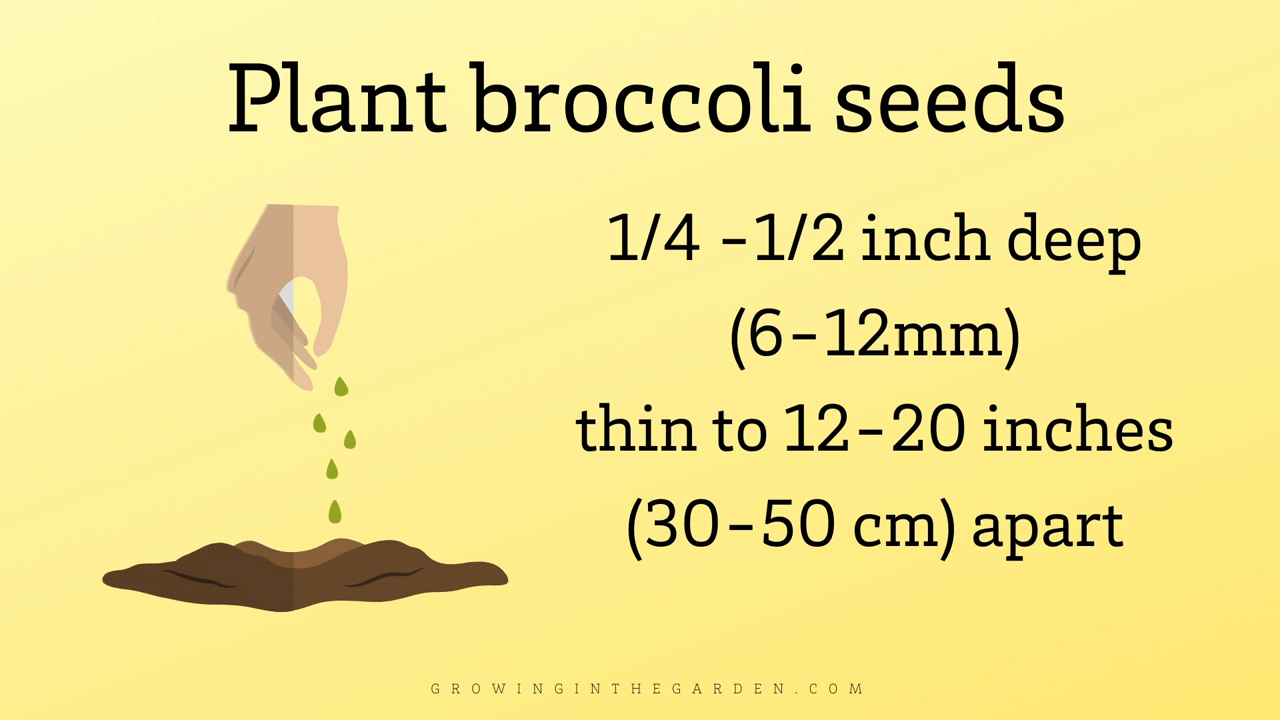 Plant broccoli seeds
1/4 -1/2 inch deep
(6-12mm)
thin to 12-20 inches
(30-50 cm) apart
GROWINGINTHEGARDEN.COM